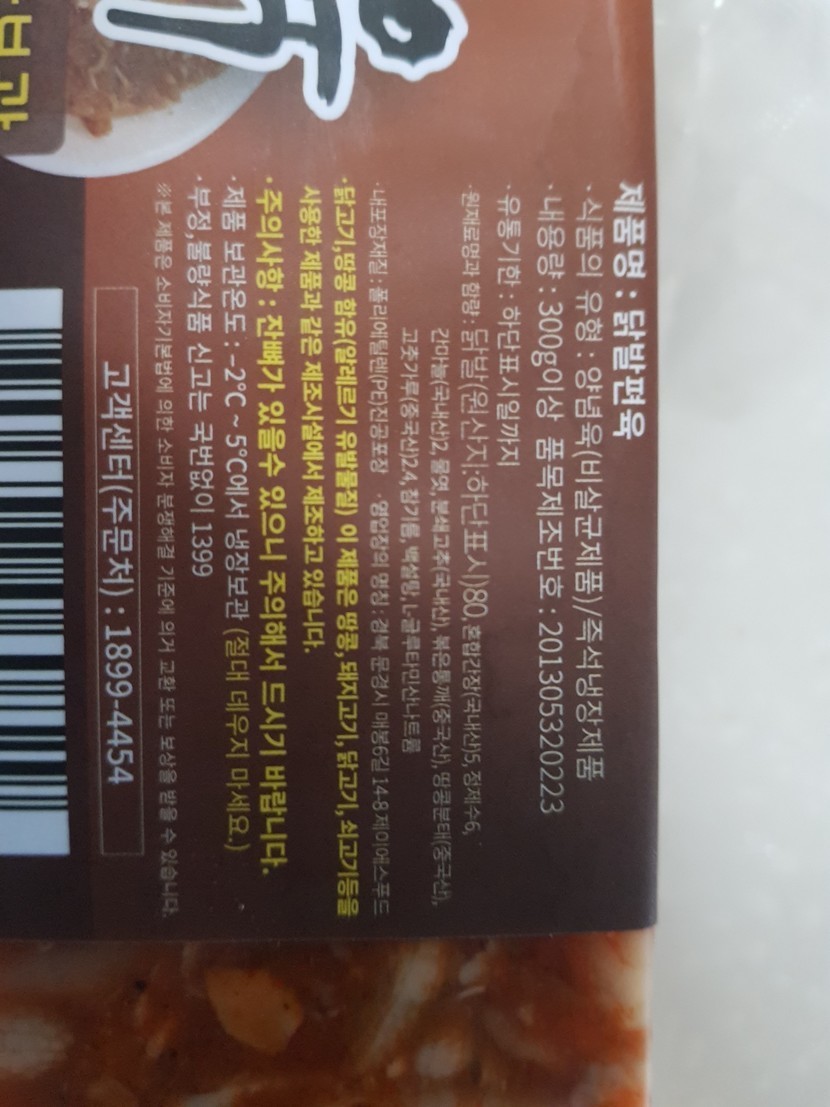 제품명 : 닭발편육
·식품의 유형 : 양념육(비살균제품)/즉석냉장제품
·내용량 : 300g이상 품목제조번호 : 201305320223
·유통기한 : 하단표시일까지
·원재료명과 함량 : 닭발(원산지:하단표시)80, 혼합간장(국내산)5, 정제수6,
간마늘(국내산)2, 물엿, 분쇄고추(국내산), 볶은통깨(중국산), 땅콩분태(중국산),
고춧가루(중국산)2.4, 참기름, 백설탕, L-글루타민산나트륨
·내포장재질 : 폴리에틸렌(PE)진공포장 ·영업장의 명칭 : 경북 문경시 매봉6길 14-8 제이에스푸드
·닭고기,땅콩 함유(알레르기 유발물질) 이 제품은 땅콩, 돼지고기, 닭고기, 쇠고기등을
사용한 제품과 같은 제조시설에서 제조하고 있습니다.
·주의사항 : 잔뼈가 있을수 있으니 주의해서 드시기 바랍니다.
·제품 보관온도 : -2℃ ~ 5℃에서 냉장보관 (절대 데우지 마세요.)
·부정,불량식품 신고는 국번없이 1399
※본 제품은 소비자기본법에 의한 소비자 분쟁해결 기준에 의거 교환 또는 보상을 받을 수 있습니다.
고객센터(주문처) : 1899-4454